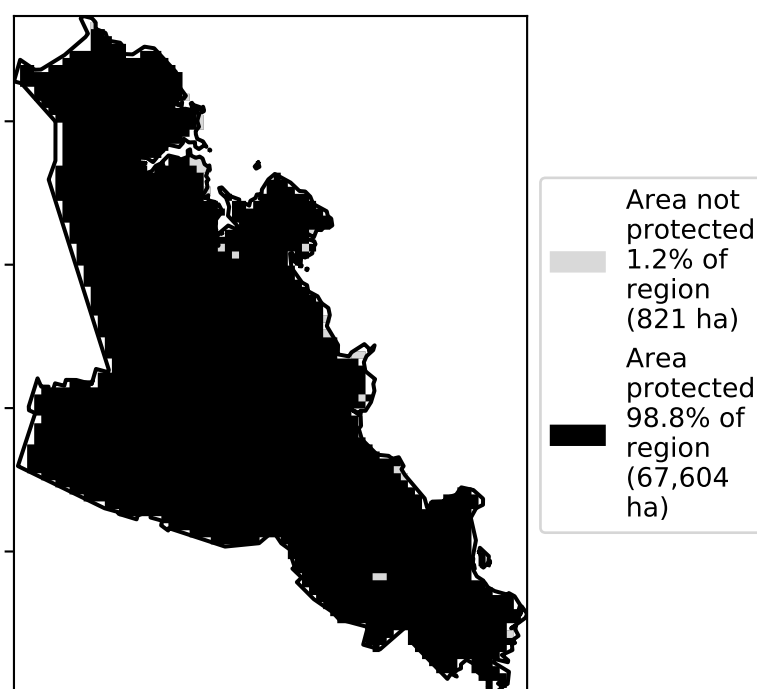 Area not
protected
1.2% of
region
(821 ha)
Area
protected
98.8% of
region
(67,604
ha)